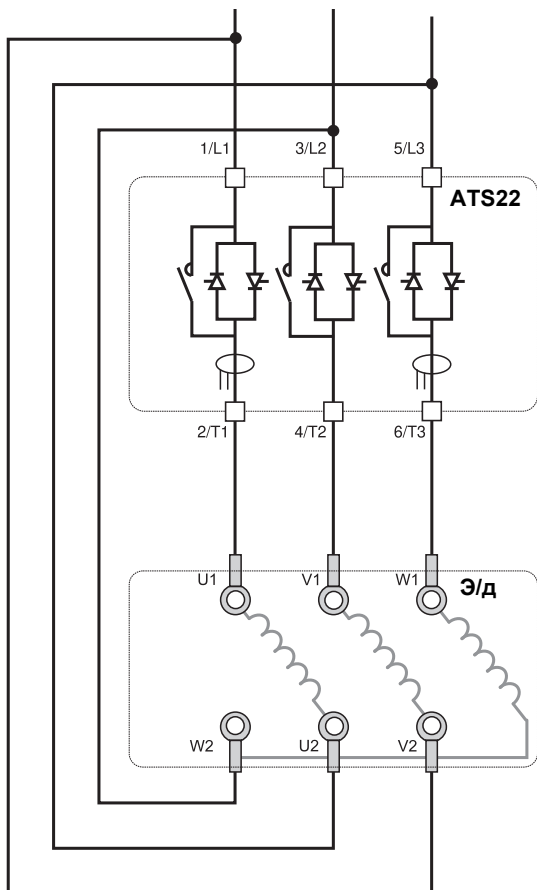 1/L1 3/L2 5/L3
ATS22
2/T1 4/T2 6/T3
U1 V1 W1
Э/д
W2 U2 V2